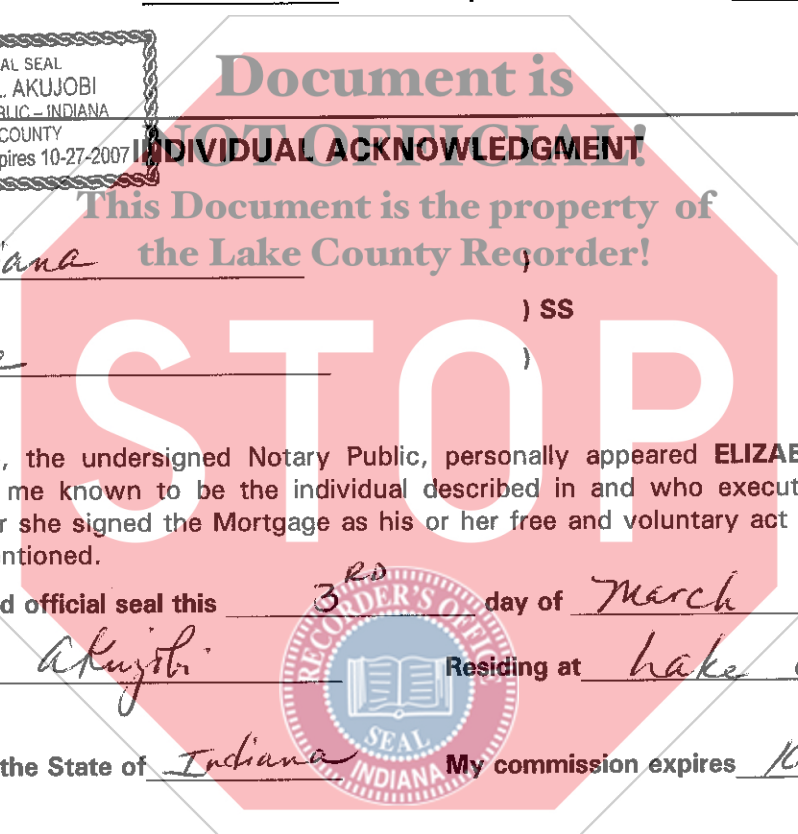 AL SEAL
L. AKUJOBI
BLIC – INDIANA
COUNTY
pires 10-27-2007
Document is
NOT OFFICIAL!
INDIVIDUAL ACKNOWLEDGMENT
This Document is the property of
the Lake County Recorder!
iana )
) SS
e )
STOP
, the undersigned Notary Public, personally appeared ELIZAB
me known to be the individual described in and who execut
r she signed the Mortgage as his or her free and voluntary act
entioned.
d official seal this 3RD day of March
Akujobi Residing at Lake
RECORDER'S OFFICE
SEAL
INDIANA
the State of Indiana My commission expires